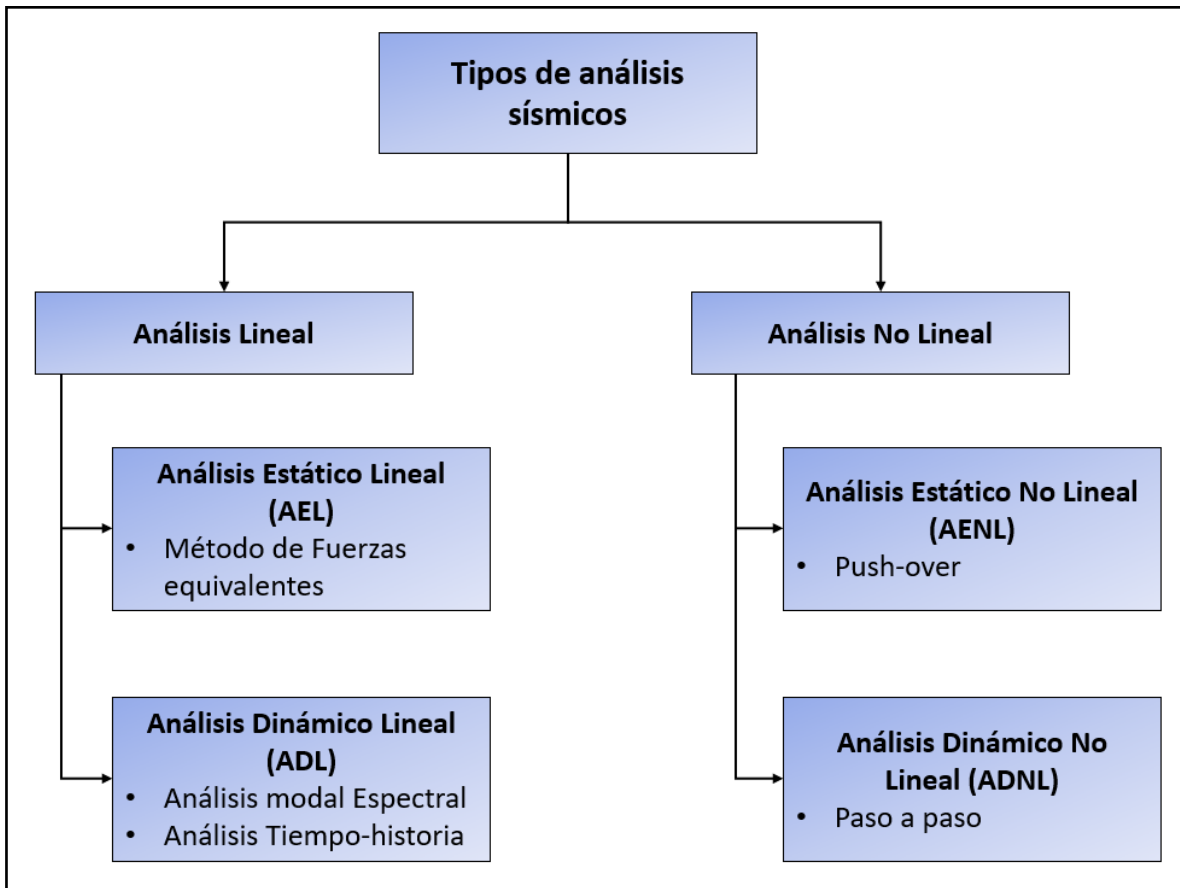 Tipos de análisis
sísmicos
Análisis Lineal
Análisis No Lineal
Análisis Estático Lineal
(AEL)
• Método de Fuerzas
equivalentes
Análisis Estático No Lineal
(AENL)
• Push-over
Análisis Dinámico Lineal
(ADL)
• Análisis modal Espectral
• Análisis Tiempo-historia
Análisis Dinámico No
Lineal (ADNL)
• Paso a paso